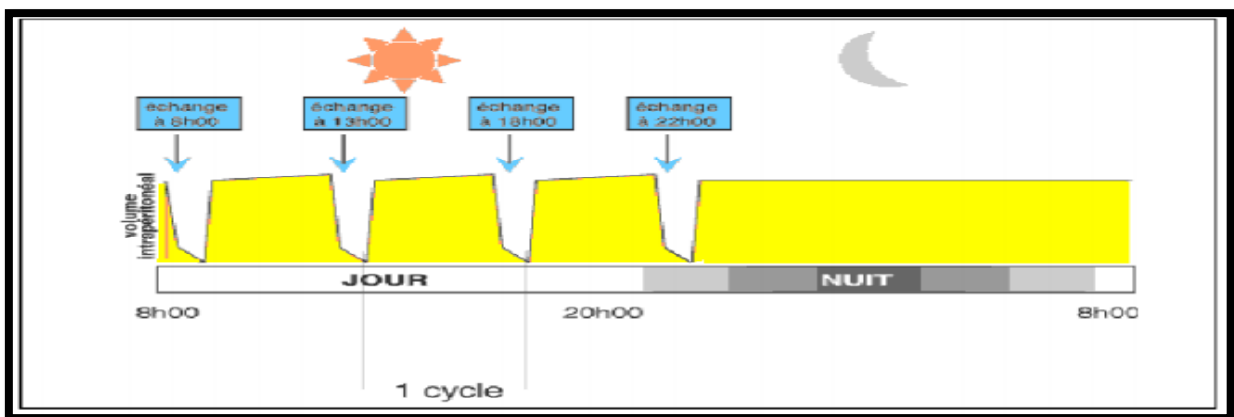 échange
à 8h00
échange
à 13h00
échange
à 18h00
échange
à 22h00
volume
intrapéritonéal
JOUR
NUIT
8h00
20h00
8h00
1 cycle